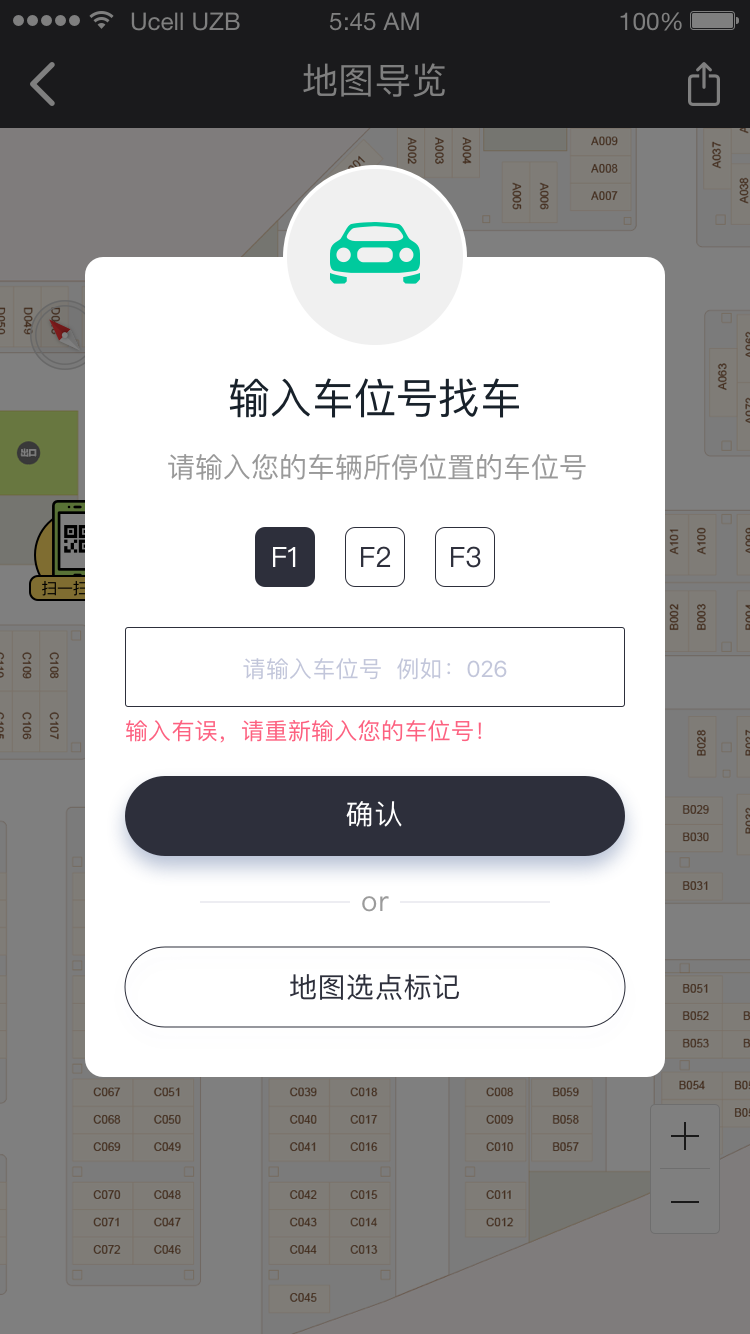 Ucell UZB 5:45 AM 100%
地图导览
A002 A003 A004 A009
A008
A005 A006 A007
A037
A038
D049
A063
出口
扫一扫
输入车位号找车
请输入您的车辆所停位置的车位号
F1 F2 F3
请输入车位号 例如：026
输入有误，请重新输入您的车位号！
确认
or
地图选点标记
A101 A100
B002 B003
C109 C108
C106 C107
B028
B029
B030
B031
B051
B052
B053
B054
C067 C051 C039 C018 C008 B059
C068 C050 C040 C017 C009 B058
C069 C049 C041 C016 C010 B057
C070 C048 C042 C015 C011
C071 C047 C043 C014 C012
C072 C046 C044 C013
C045